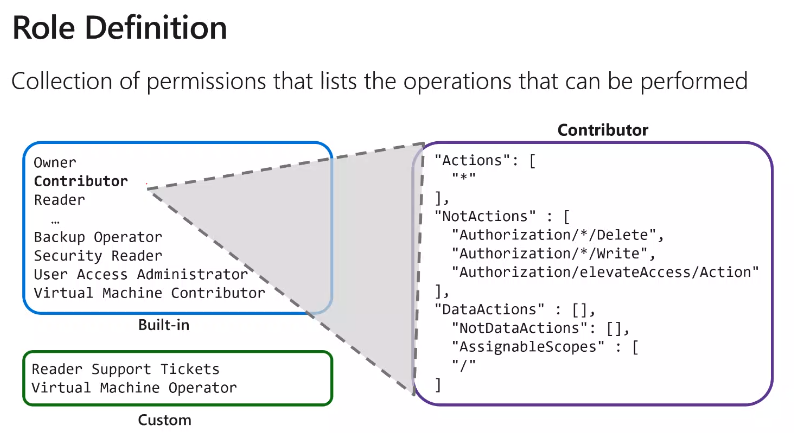 Role Definition
Collection of permissions that lists the operations that can be performed
Owner
Contributor
Reader
…
Backup Operator
Security Reader
User Access Administrator
Virtual Machine Contributor
Built-in
Reader Support Tickets
Virtual Machine Operator
Custom
Contributor
"Actions": [
"*"
],
"NotActions" : [
"Authorization/*/Delete",
"Authorization/*/Write",
"Authorization/elevateAccess/Action"
],
"DataActions" : [],
"NotDataActions": [],
"AssignableScopes" : [
"/"
]